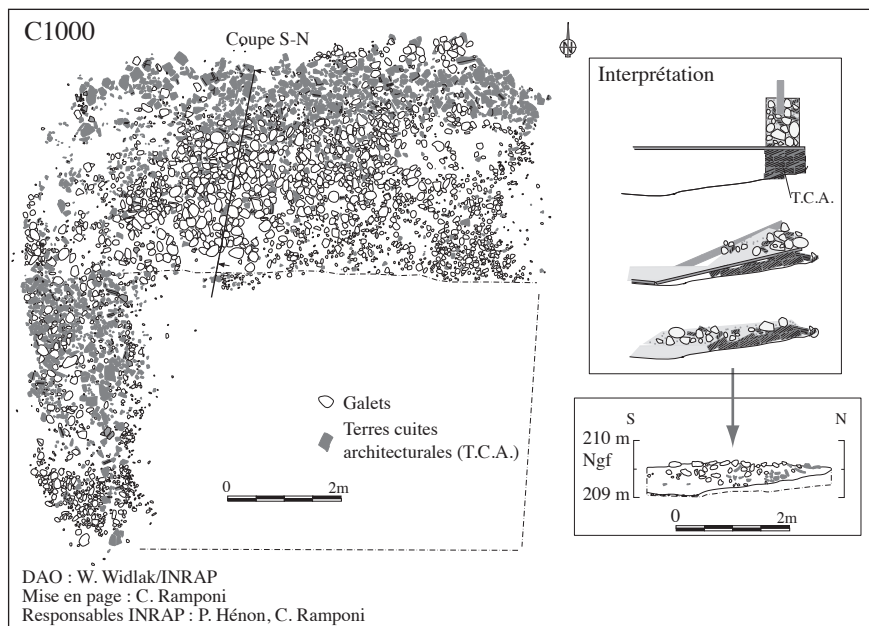 C1000
Coupe S-N
N
Interprétation
T.C.A.
Galets
Terres cuites
architecturales (T.C.A.)
0 2m
S N
210 m
Ngf
209 m
0 2m
DAO : W. Widlak/INRAP
Mise en page : C. Ramponi
Responsables INRAP : P. Hénon, C. Ramponi